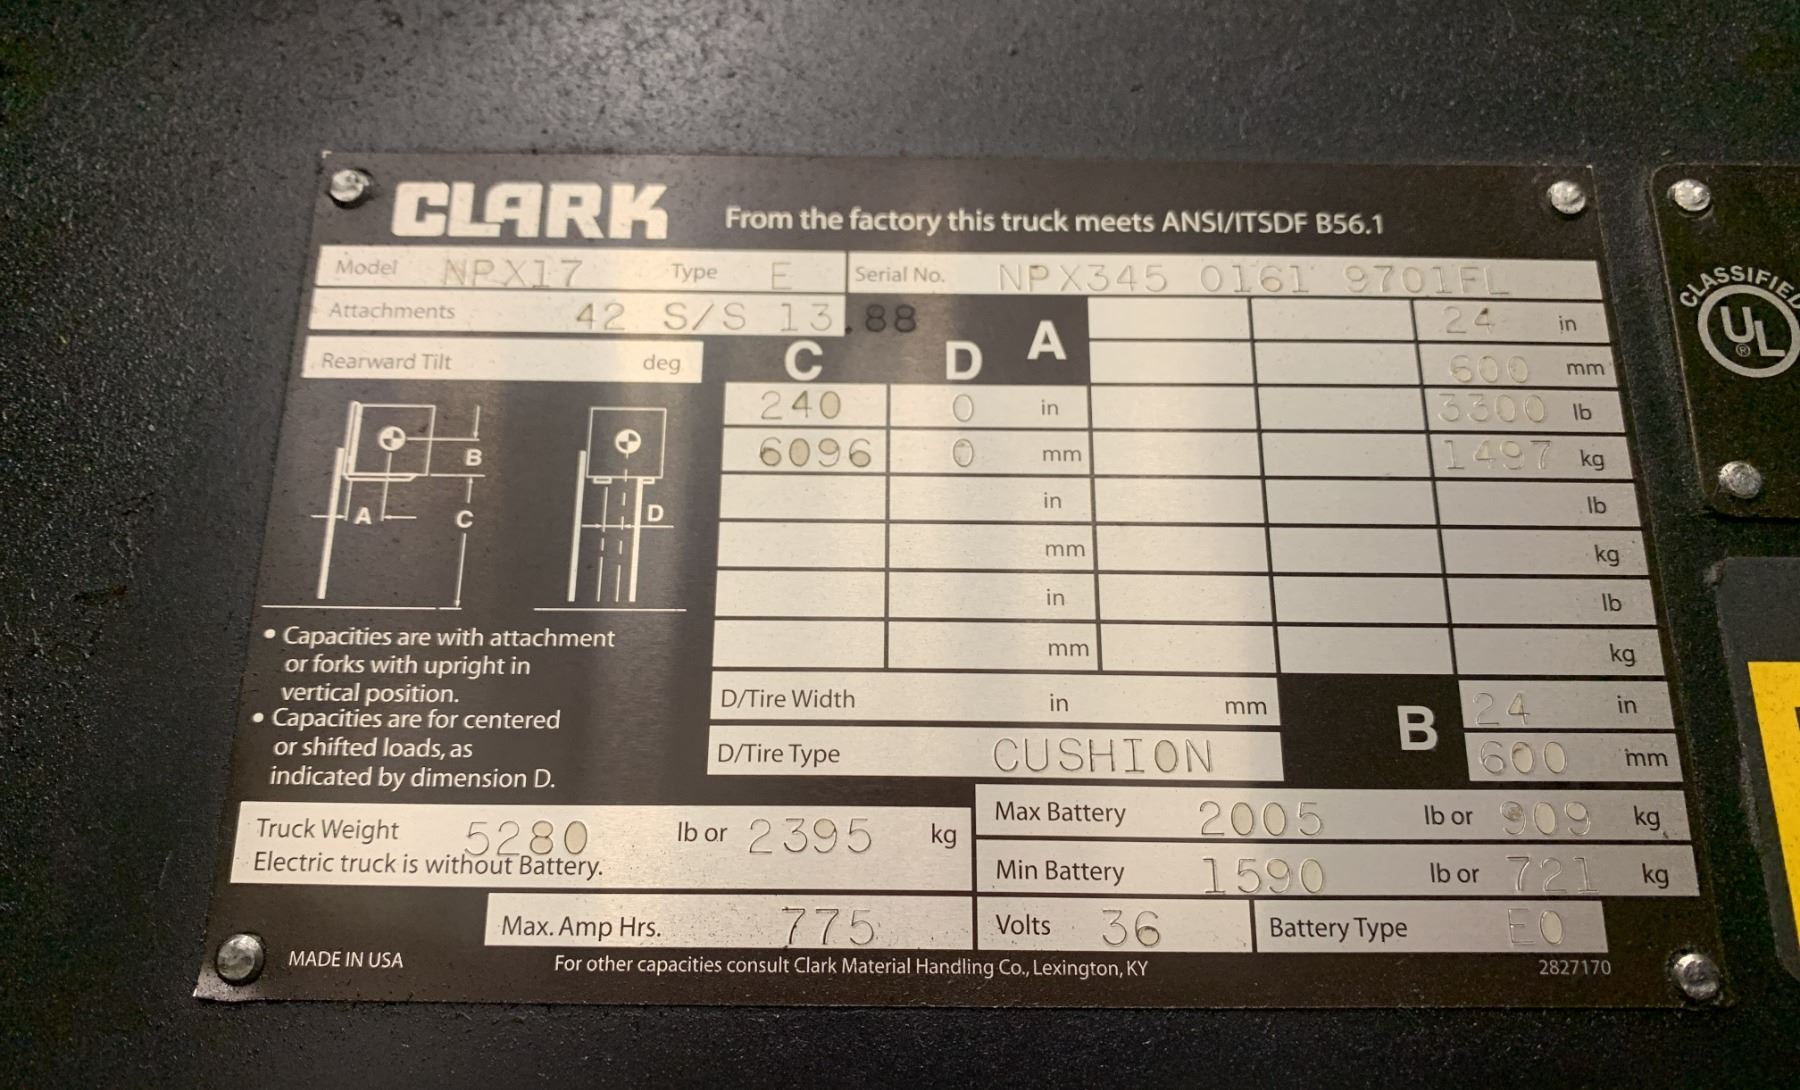 CLARK
From the factory this truck meets ANSI/ITSDF B56.1
Model NPX17 Type E Serial No. NPX345 0161 9701FL
Attachments 42 S/S 13.88
A
24 in
600 mm
Rearward Tilt deg
C D
240 0 in 3300 lb
6096 0 mm 1497 kg
in lb
mm kg
in lb
mm kg
B
A
C
D
• Capacities are with attachment
or forks with upright in
vertical position.
• Capacities are for centered
or shifted loads, as
indicated by dimension D.
D/Tire Width in mm
D/Tire Type CUSHION
B
24 in
600 mm
Truck Weight 5280 lb or 2395 kg
Electric truck is without Battery.
Max Battery 2005 lb or 909 kg
Min Battery 1590 lb or 721 kg
Max. Amp Hrs. 775 Volts 36 Battery Type EO
MADE IN USA
For other capacities consult Clark Material Handling Co., Lexington, KY
2827170
CLASSIFIED
UL
®